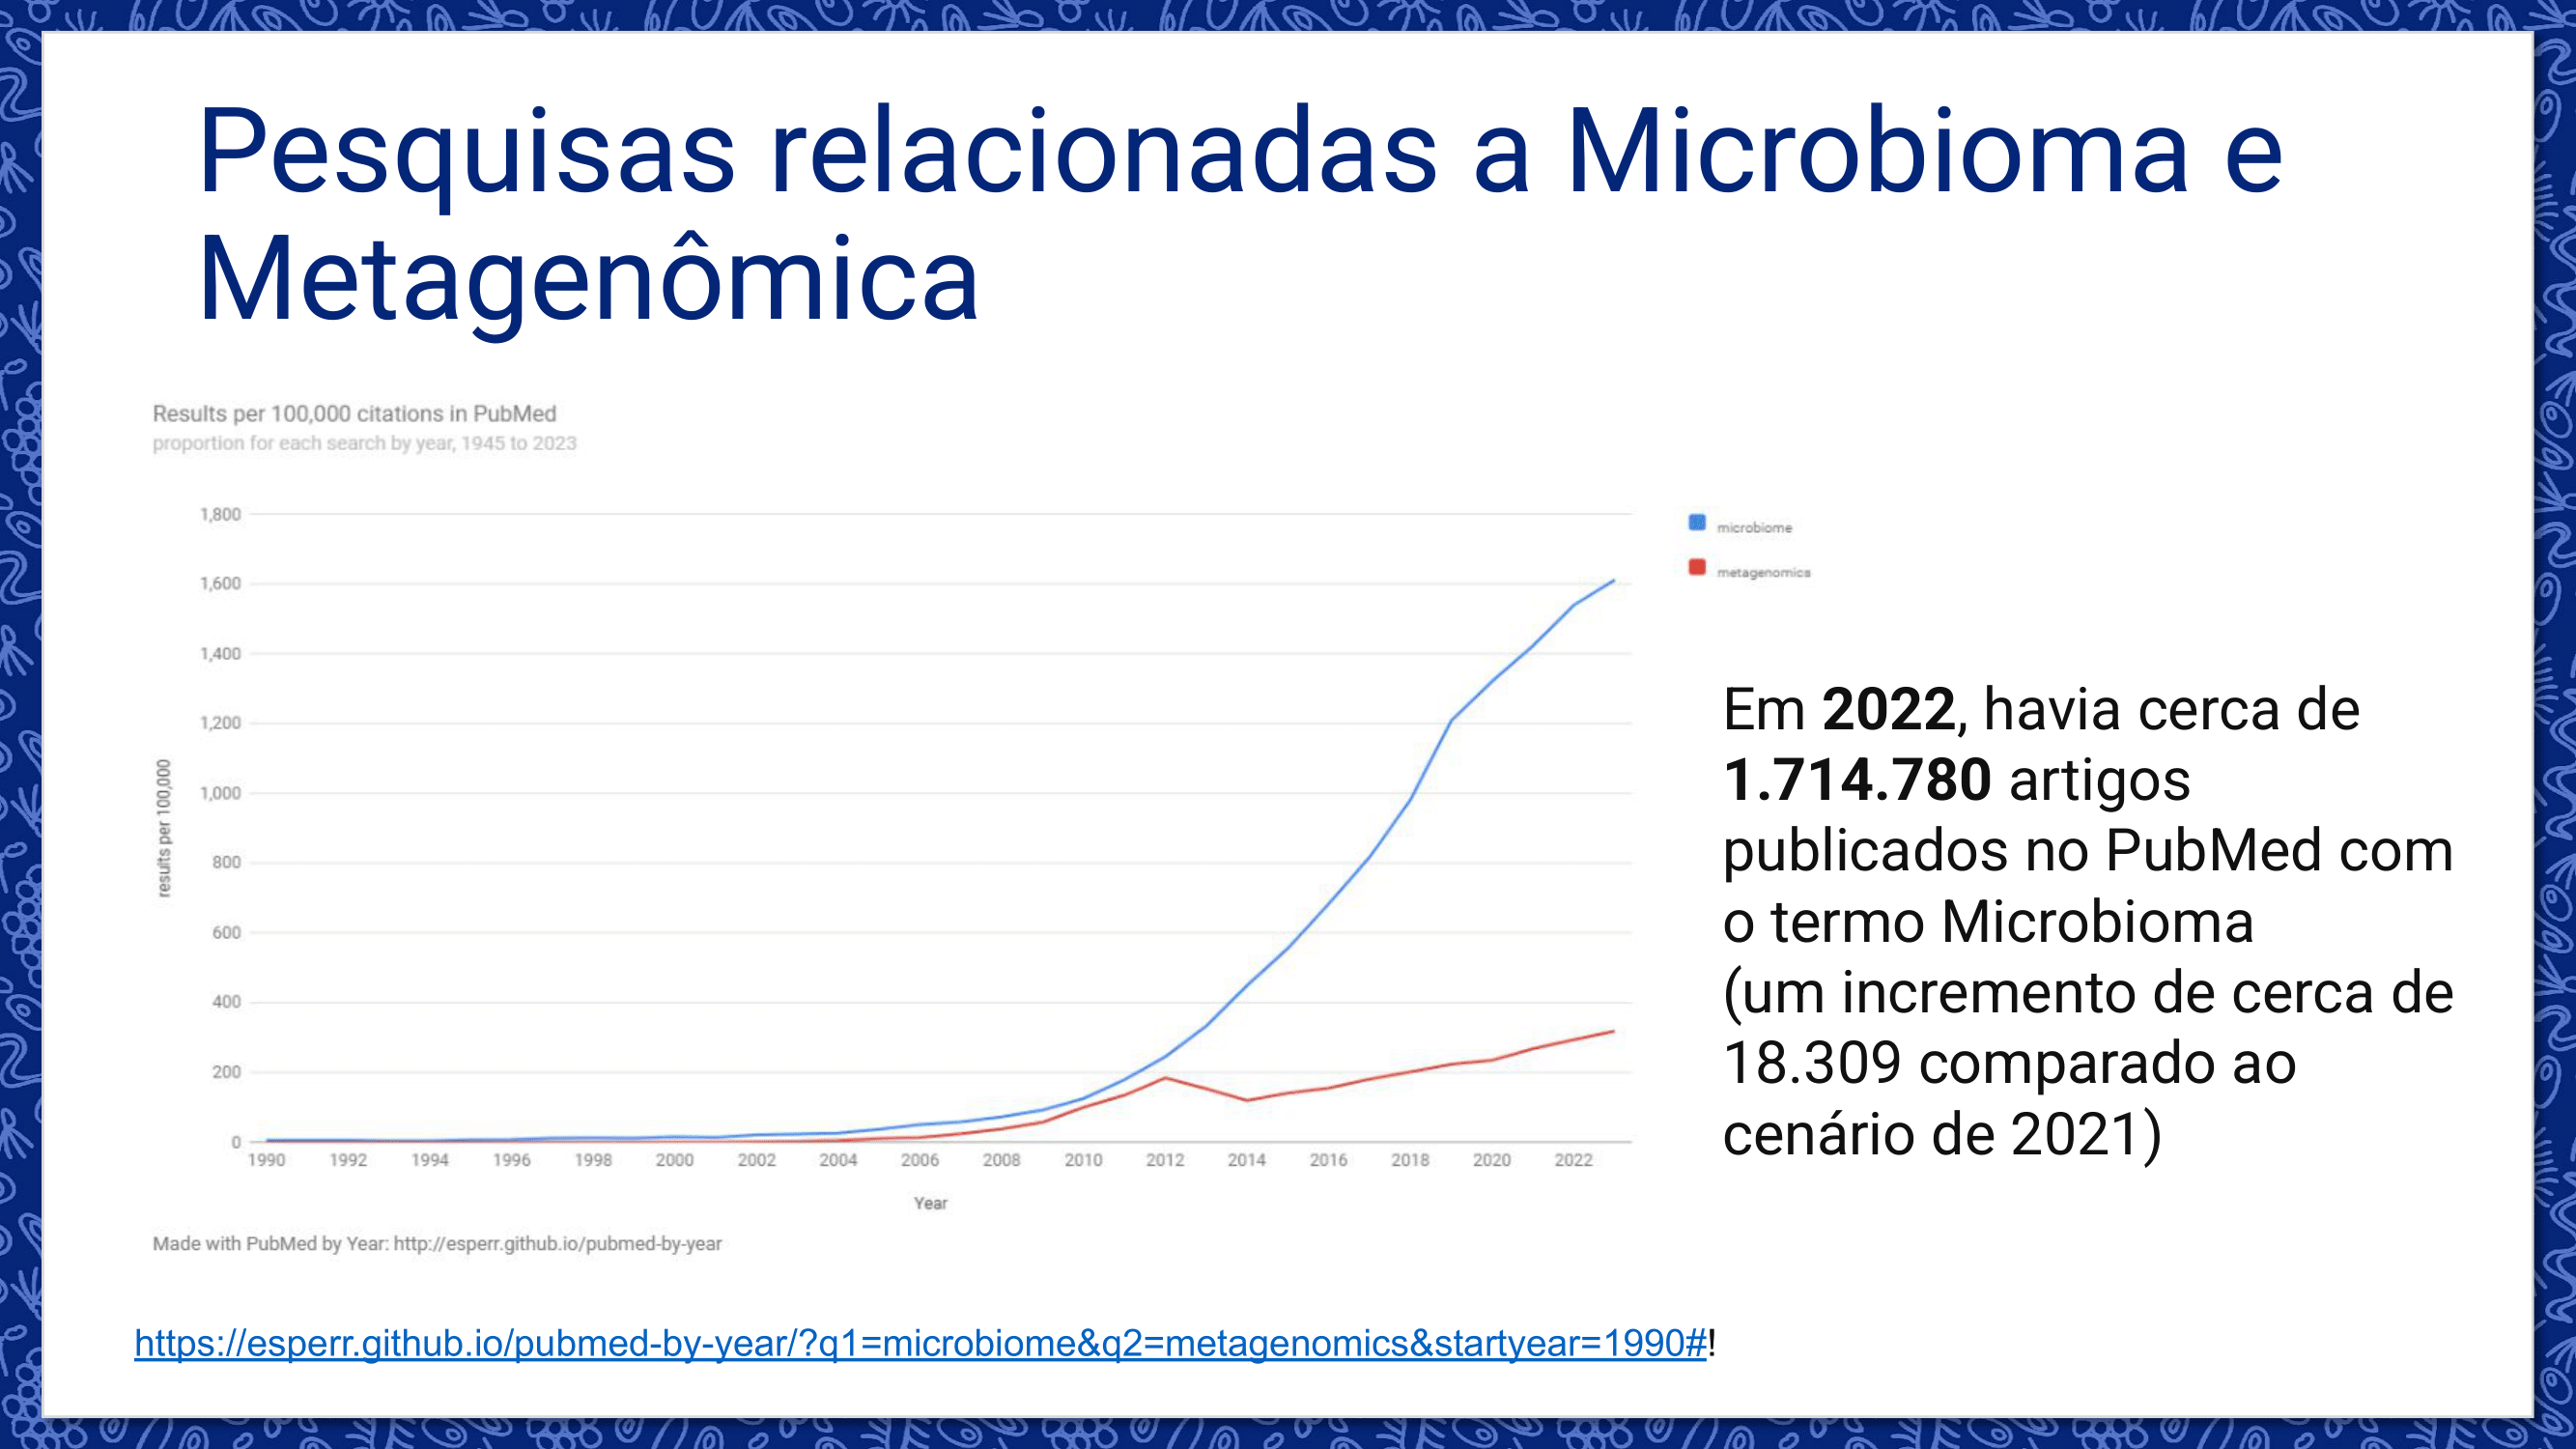 Pesquisas relacionadas a Microbioma e
Metagenômica
Results per 100,000 citations in PubMed
proportion for each search by year, 1945 to 2023
1,800
1,600
1,400
1,200
1,000
800
600
400
200
0
results per 100,000
1990 1992 1994 1996 1998 2000 2002 2004 2006 2008 2010 2012 2014 2016 2018 2020 2022
Year
microbiome
metagenomics
Made with PubMed by Year: http://esperr.github.io/pubmed-by-year
Em 2022, havia cerca de
1.714.780 artigos
publicados no PubMed com
o termo Microbioma
(um incremento de cerca de
18.309 comparado ao
cenário de 2021)
https://esperr.github.io/pubmed-by-year/?q1=microbiome&q2=metagenomics&startyear=1990#!